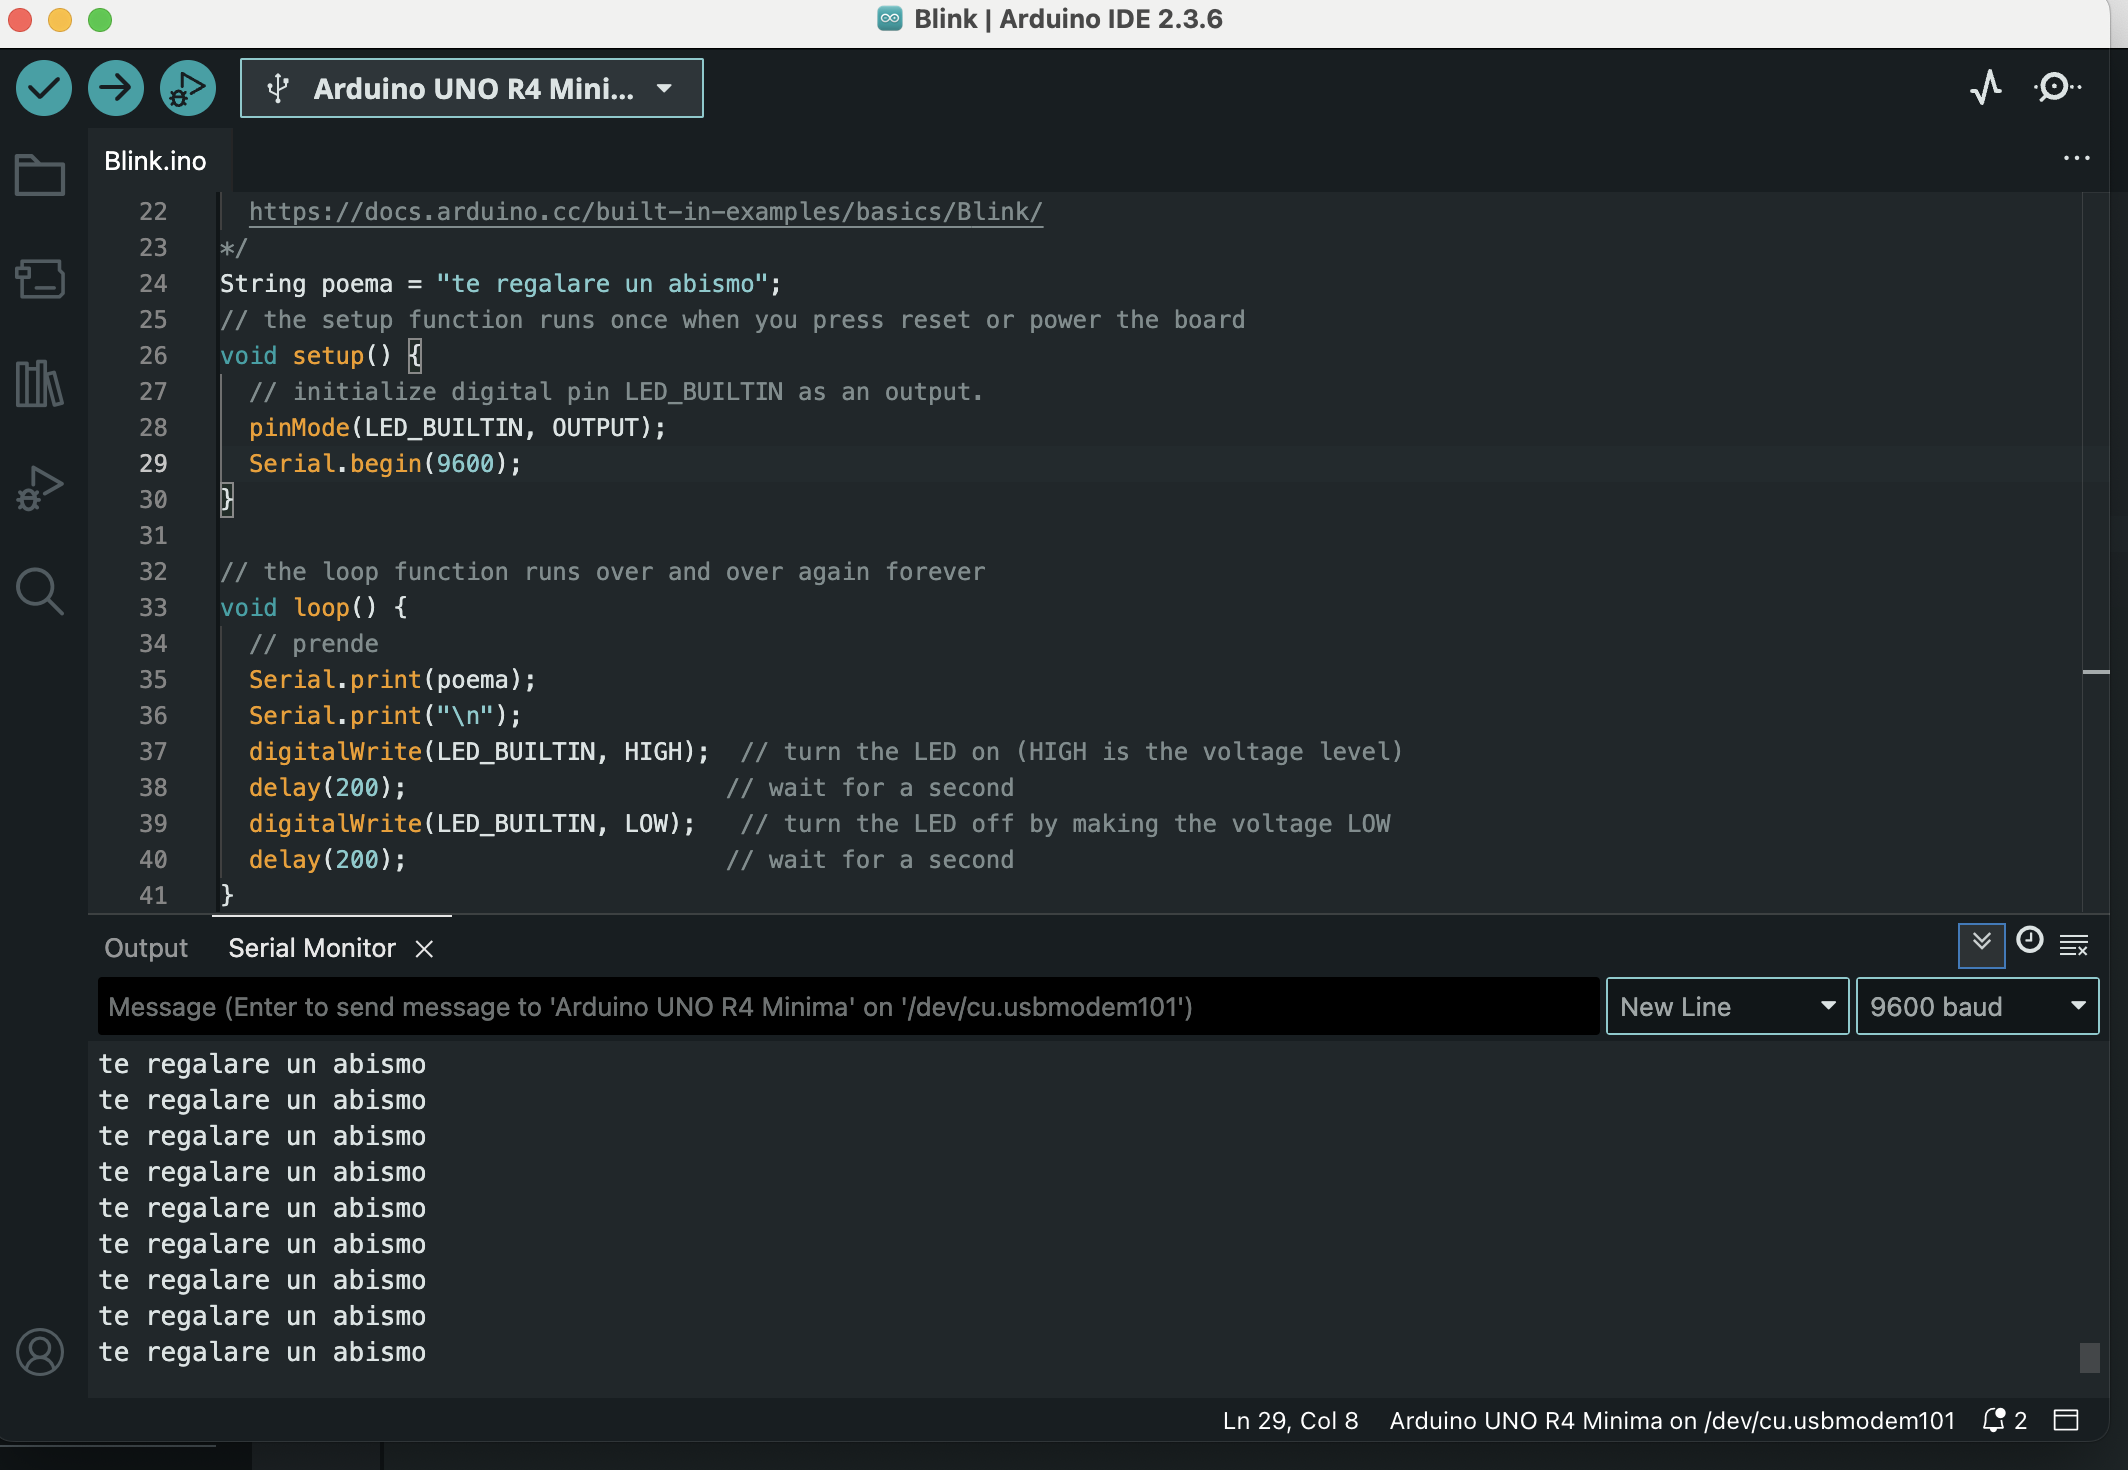 Blink | Arduino IDE 2.3.6
Arduino UNO R4 Mini...
Blink.ino
22 https://docs.arduino.cc/built-in-examples/basics/Blink/
23 */
24 String poema = "te regalare un abismo";
25 // the setup function runs once when you press reset or power the board
26 void setup() {
27 // initialize digital pin LED_BUILTIN as an output.
28 pinMode(LED_BUILTIN, OUTPUT);
29 Serial.begin(9600);
30 }
31
32 // the loop function runs over and over again forever
33 void loop() {
34 // prende
35 Serial.print(poema);
36 Serial.print("\n");
37 digitalWrite(LED_BUILTIN, HIGH);  // turn the LED on (HIGH is the voltage level)
38 delay(200);                      // wait for a second
39 digitalWrite(LED_BUILTIN, LOW);   // turn the LED off by making the voltage LOW
40 delay(200);                      // wait for a second
41 }
Output Serial Monitor
Message (Enter to send message to 'Arduino UNO R4 Minima' on '/dev/cu.usbmodem101') New Line 9600 baud
te regalare un abismo
te regalare un abismo
te regalare un abismo
te regalare un abismo
te regalare un abismo
te regalare un abismo
te regalare un abismo
te regalare un abismo
te regalare un abismo
Ln 29, Col 8 Arduino UNO R4 Minima on /dev/cu.usbmodem101 2